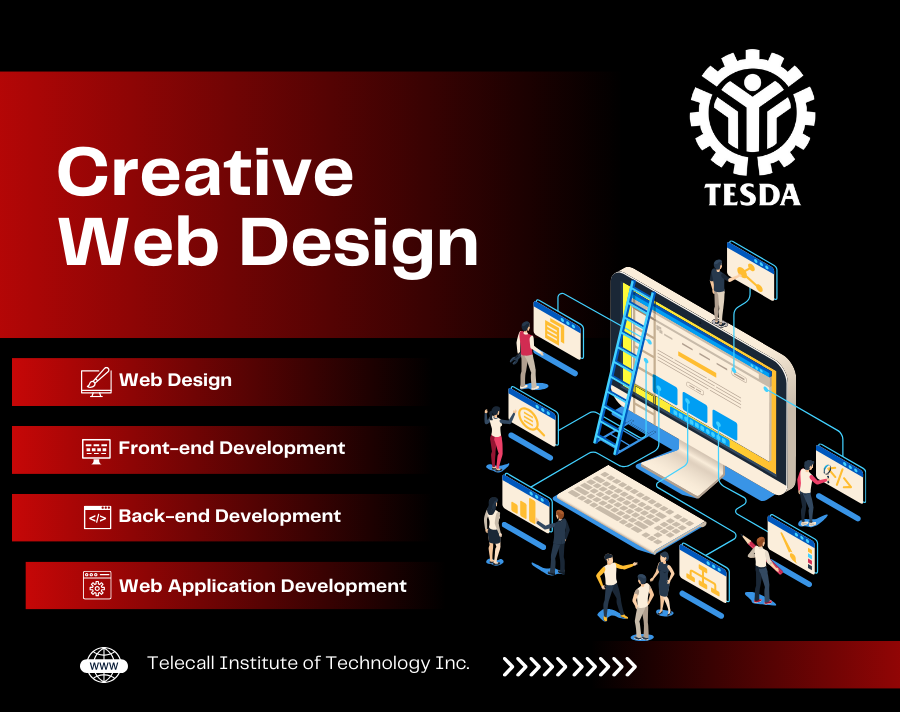 TESDA
Creative
Web Design
Web Design
Front-end Development
</> Back-end Development
Web Application Development
WWW
Telecall Institute of Technology Inc.
</>